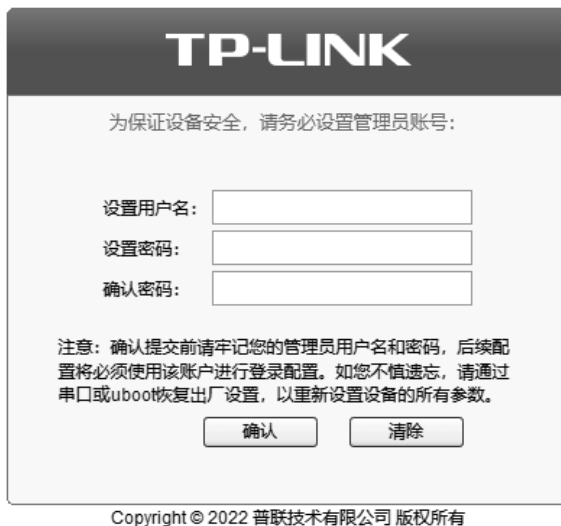 TP-LINK
为保证设备安全，请务必设置管理员账号：
设置用户名：
设置密码：
确认密码：
注意：确认提交前请牢记您的管理员用户名和密码，后续配
置将必须使用该账户进行登录配置。如您不慎遗忘，请通过
串口或uboot恢复出厂设置，以重新设置设备的所有参数。
确认 清除
Copyright © 2022 普联技术有限公司 版权所有